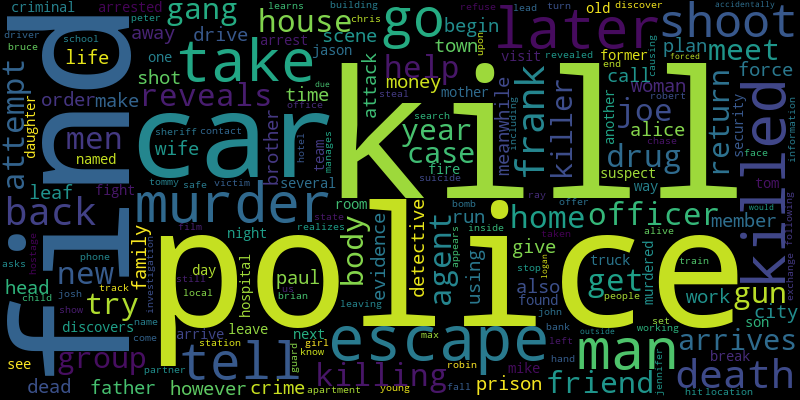 criminal
arrested
peter
learns
building
accidentally
refuse
lead
turn
discover
school
bruce
driver
life
gang
drive
away
arrest
chris
house
scene
jason
go
begin
town
later
old
upon
visit
revealed
former
end
forced
shoot
plan
meet
causing
take
shot
one
help
money
attack
mother
steal
call
force
woman
robert
order
make
reveals
time
due
office
attempt
daughter
find
car
kill
year
search
contact
meanwhile
including
frank
killer
joe
another
alice
return
security
killed
information
men
named
sheriff
wife
brother
hotel
team
manages
case
fire
suicide
drug
suspect
chase
face
way
tom
leaf
fight
tommy
safe
victim
several
murder
ray
offer
would
back
film
room
state
realizes
run
bomb
inside
home
officer
member
hostage
family
night
body
evidence
detective
agent
appears
using
give
taken
alive
following
exchange
asks
phone
new
investigation
still
day
local
hospital
paul
us
brian
police
also
found
stop
logan
truck
people
murdered
get
train
work
gun
city
head
child
josh
track
try
show
name
come
discovers
arrive
leave
next
leaving
max
john
bank
set
working
man
son
arrives
see
group
tell
station
guard
girl
know
escape
left
outside
break
dead
father
partner
however
crime
apartment
young
killing
fall
robin
prison
mike
hand
friend
jennifer
death
hit
location